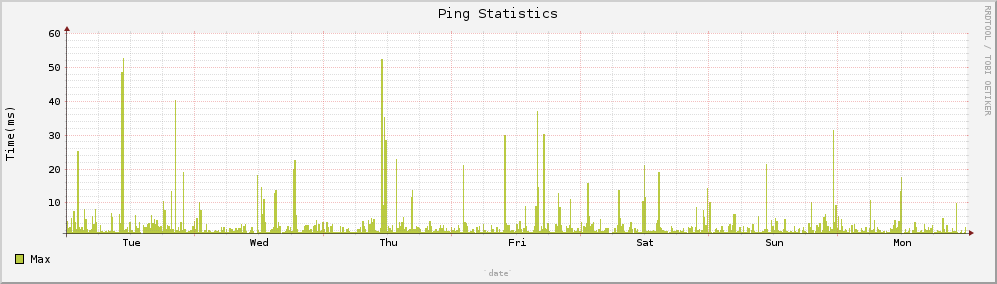 Ping Statistics
RRDTOOL / TOBI OETIKER
Time(ms)
60
50
40
30
20
10
Tue Wed Thu Fri Sat Sun Mon
Max
`date`